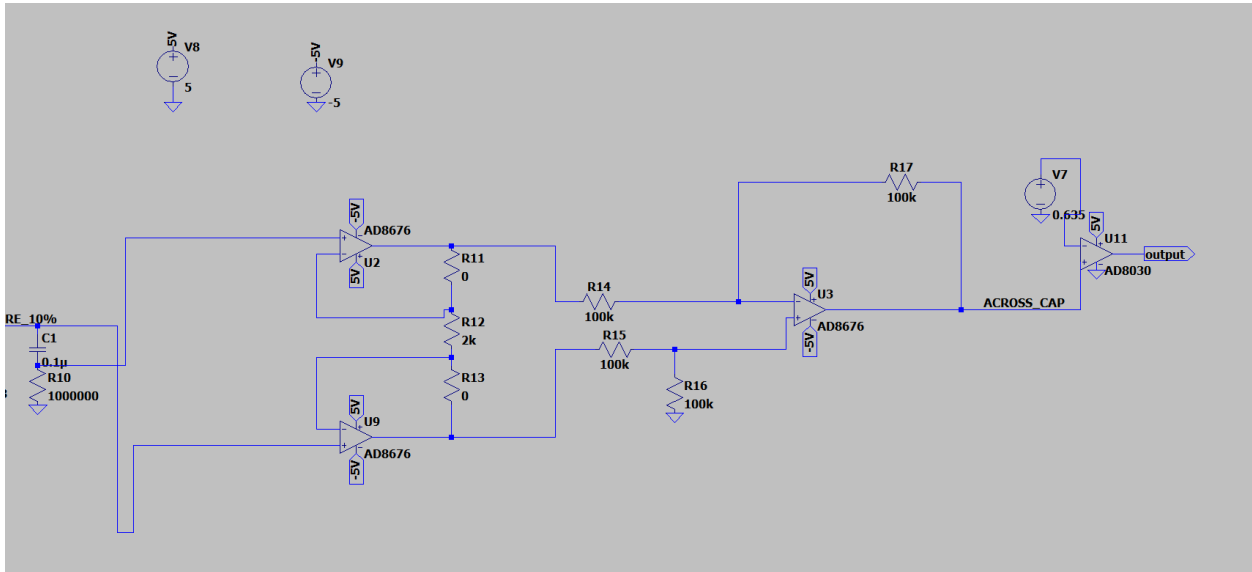 5V
V8
5
-5V
V9
-5
R17
100k
V7
0.635
-5V
AD8676
U2
5V
R11
0
5V
U11
output
AD8030
R14
100k
5V
U3
AD8676
-5V
ACROSS_CAP
RE_10%
C1
0.1µ
R10
1000000
R12
2k
R15
100k
R13
0
R16
100k
5V
U9
AD8676
-5V